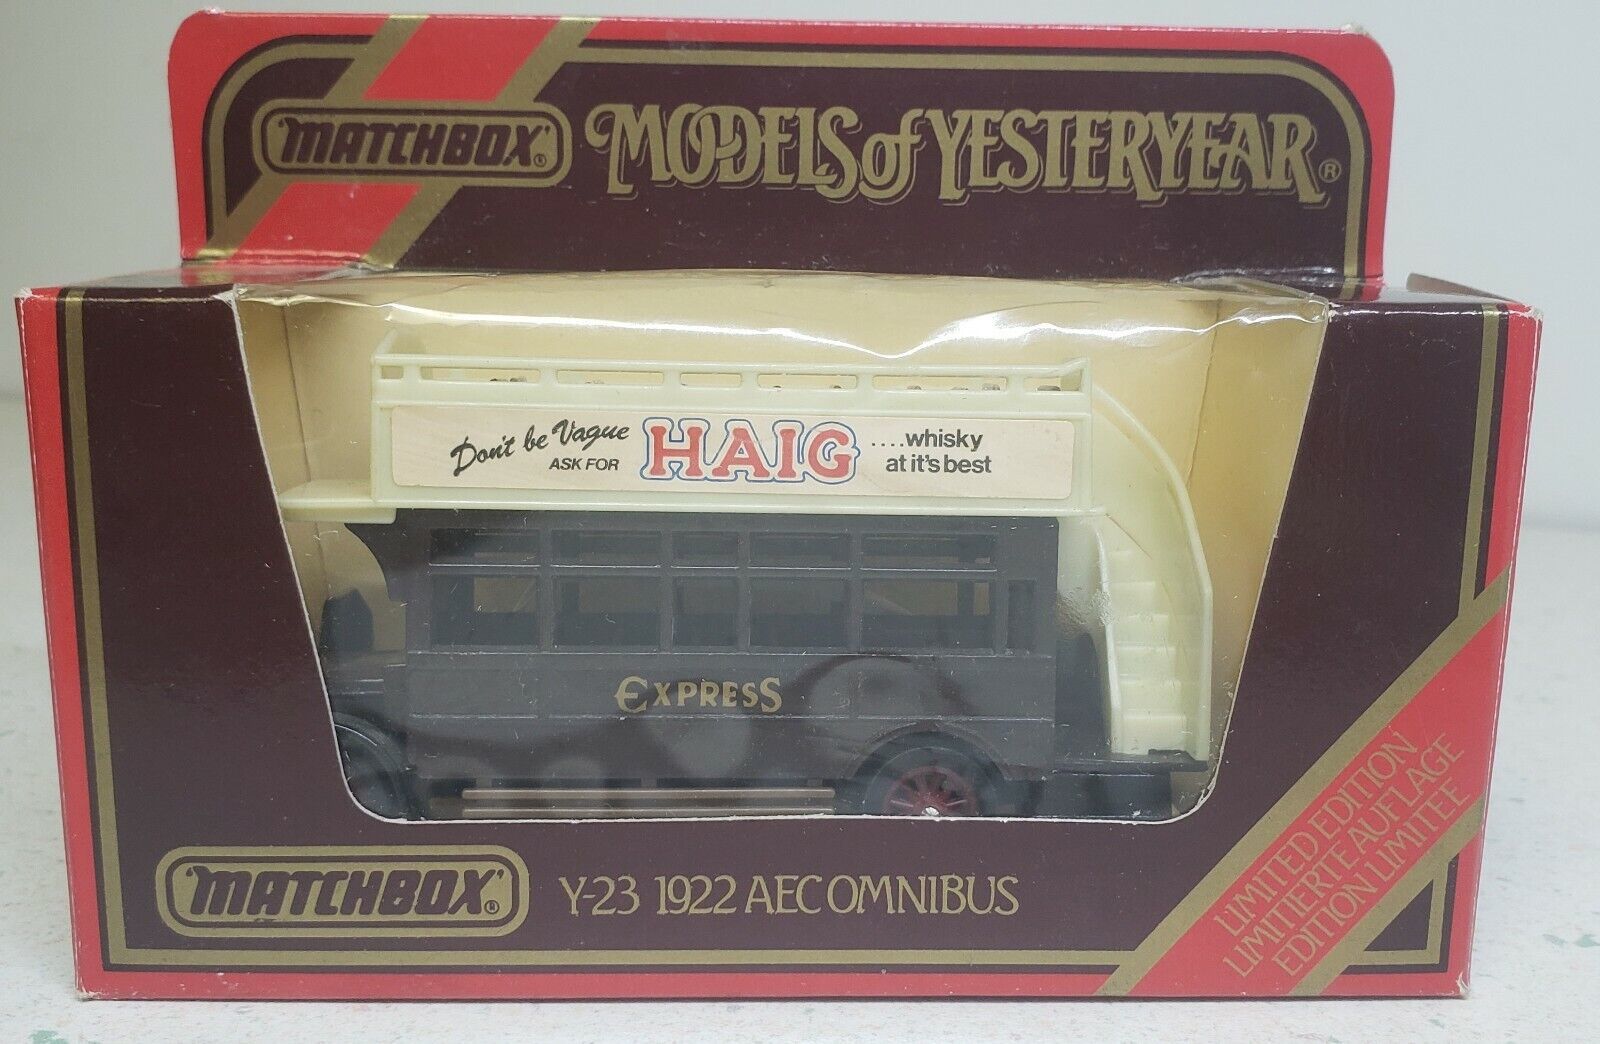 "MATCHBOX"®
MODELS of YESTERYEAR®
Don't be Vague
ASK FOR
HAIG
....whisky
at it's best
EXPRESS
"MATCHBOX"®
Y-23 1922 AEC OMNIBUS
LIMITED EDITION
LIMITIERTE AUFLAGE
EDITION LIMITEE